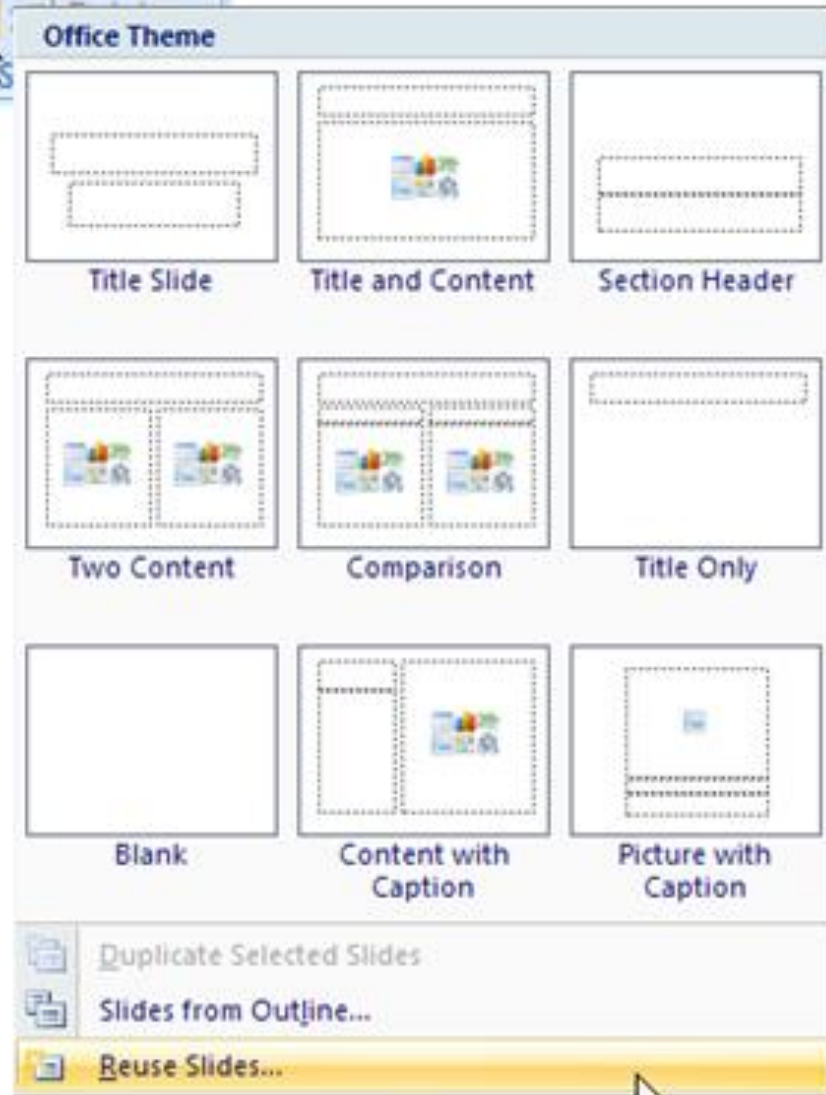 Office Theme
Title Slide
Title and Content
Section Header
Two Content
Comparison
Title Only
Blank
Content with
Caption
Picture with
Caption
Duplicate Selected Slides
Slides from Outline...
Reuse Slides...